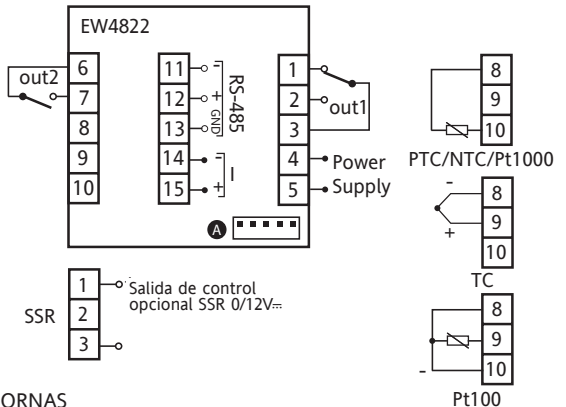 EW4822
out2
6
7
8
9
10
11 -
12 +
13 GND
14 -
15 +
RS-485
I
1
2
3
4
5
out1
Power
Supply
A
8
9
10
PTC/NTC/Pt1000
-
+
8
9
10
TC
8
9
10
-
Pt100
SSR
1
2
3
Salida de control
opcional SSR 0/12V⎓
ORNAS